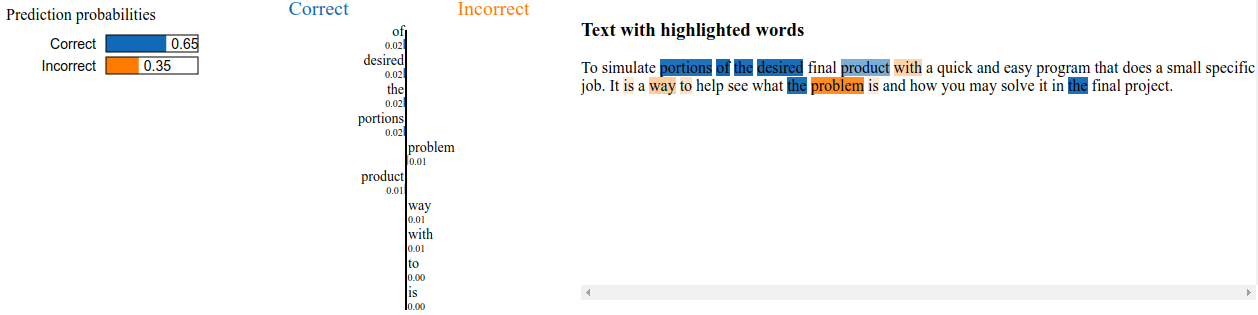 Prediction probabilities
Correct 0.65
Incorrect 0.35
Correct Incorrect
of
0.02
desired
0.02
the
0.02
portions
0.02
problem
0.01
product
0.01
way
0.01
with
0.01
to
0.00
is
0.00
Text with highlighted words
To simulate portions of the desired final product with a quick and easy program that does a small specific
job. It is a way to help see what the problem is and how you may solve it in the final project.